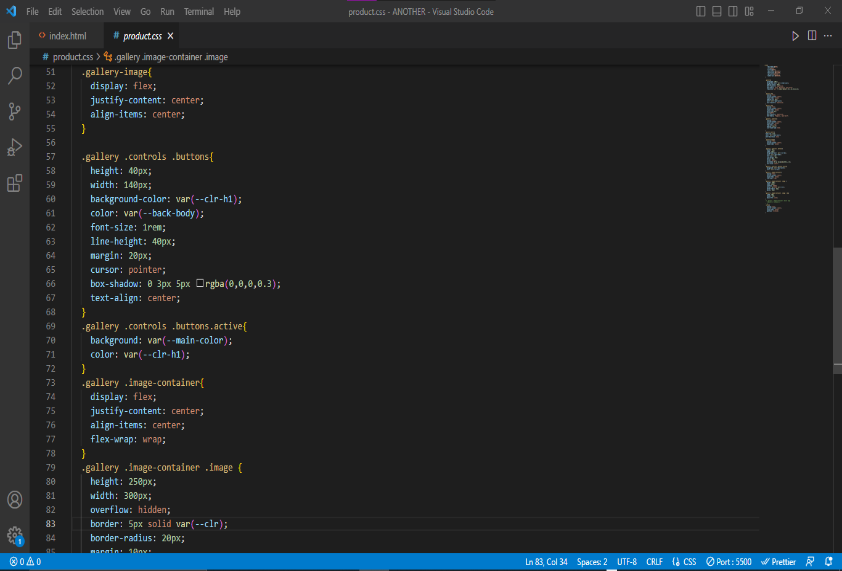 File Edit Selection View Go Run Terminal Help
product.css - ANOTHER - Visual Studio Code
<> index.html
# product.css X
# product.css > .gallery .image-container .image
51 .gallery-image{
52 display: flex;
53 justify-content: center;
54 align-items: center;
55 }
56
57 .gallery .controls .buttons{
58 height: 40px;
59 width: 140px;
60 background-color: var(--clr-h1);
61 color: var(--back-body);
62 font-size: 1rem;
63 line-height: 40px;
64 margin: 20px;
65 cursor: pointer;
66 box-shadow: 0 3px 5px rgba(0,0,0,0.3);
67 text-align: center;
68 }
69 .gallery .controls .buttons.active{
70 background: var(--main-color);
71 color: var(--clr-h1);
72 }
73 .gallery .image-container{
74 display: flex;
75 justify-content: center;
76 align-items: center;
77 flex-wrap: wrap;
78 }
79 .gallery .image-container .image {
80 height: 250px;
81 width: 300px;
82 overflow: hidden;
83 border: 5px solid var(--clr);
84 border-radius: 20px;
85 margin: 10px;
1
0 0 Ln 83, Col 34 Spaces: 2 UTF-8 CRLF CSS Port : 5500 Prettier